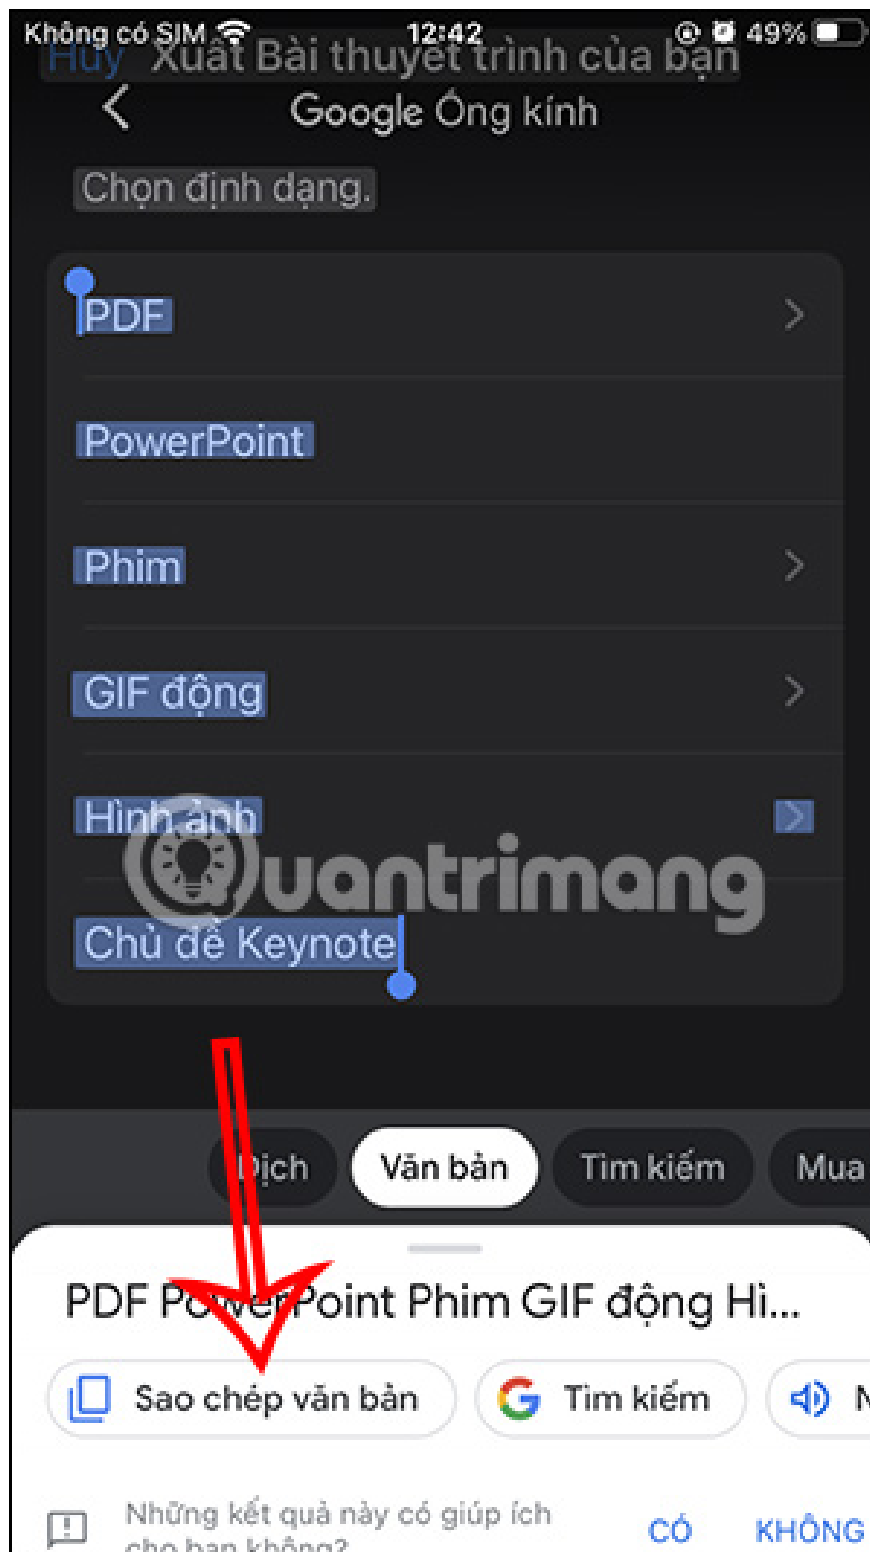 Không có SIM 12:42 49%
Hủy Xuất Bài thuyết trình của bạn
Google Ống kính
Chọn định dạng.
PDF
PowerPoint
Phim
GIF động
Hình ảnh
Quantrimang
Chủ đề Keynote
Dịch Văn bản Tìm kiếm Mua
PDF PowerPoint Phim GIF động Hì...
Sao chép văn bản Tìm kiếm
Những kết quả này có giúp ích
cho bạn không? CÓ KHÔNG